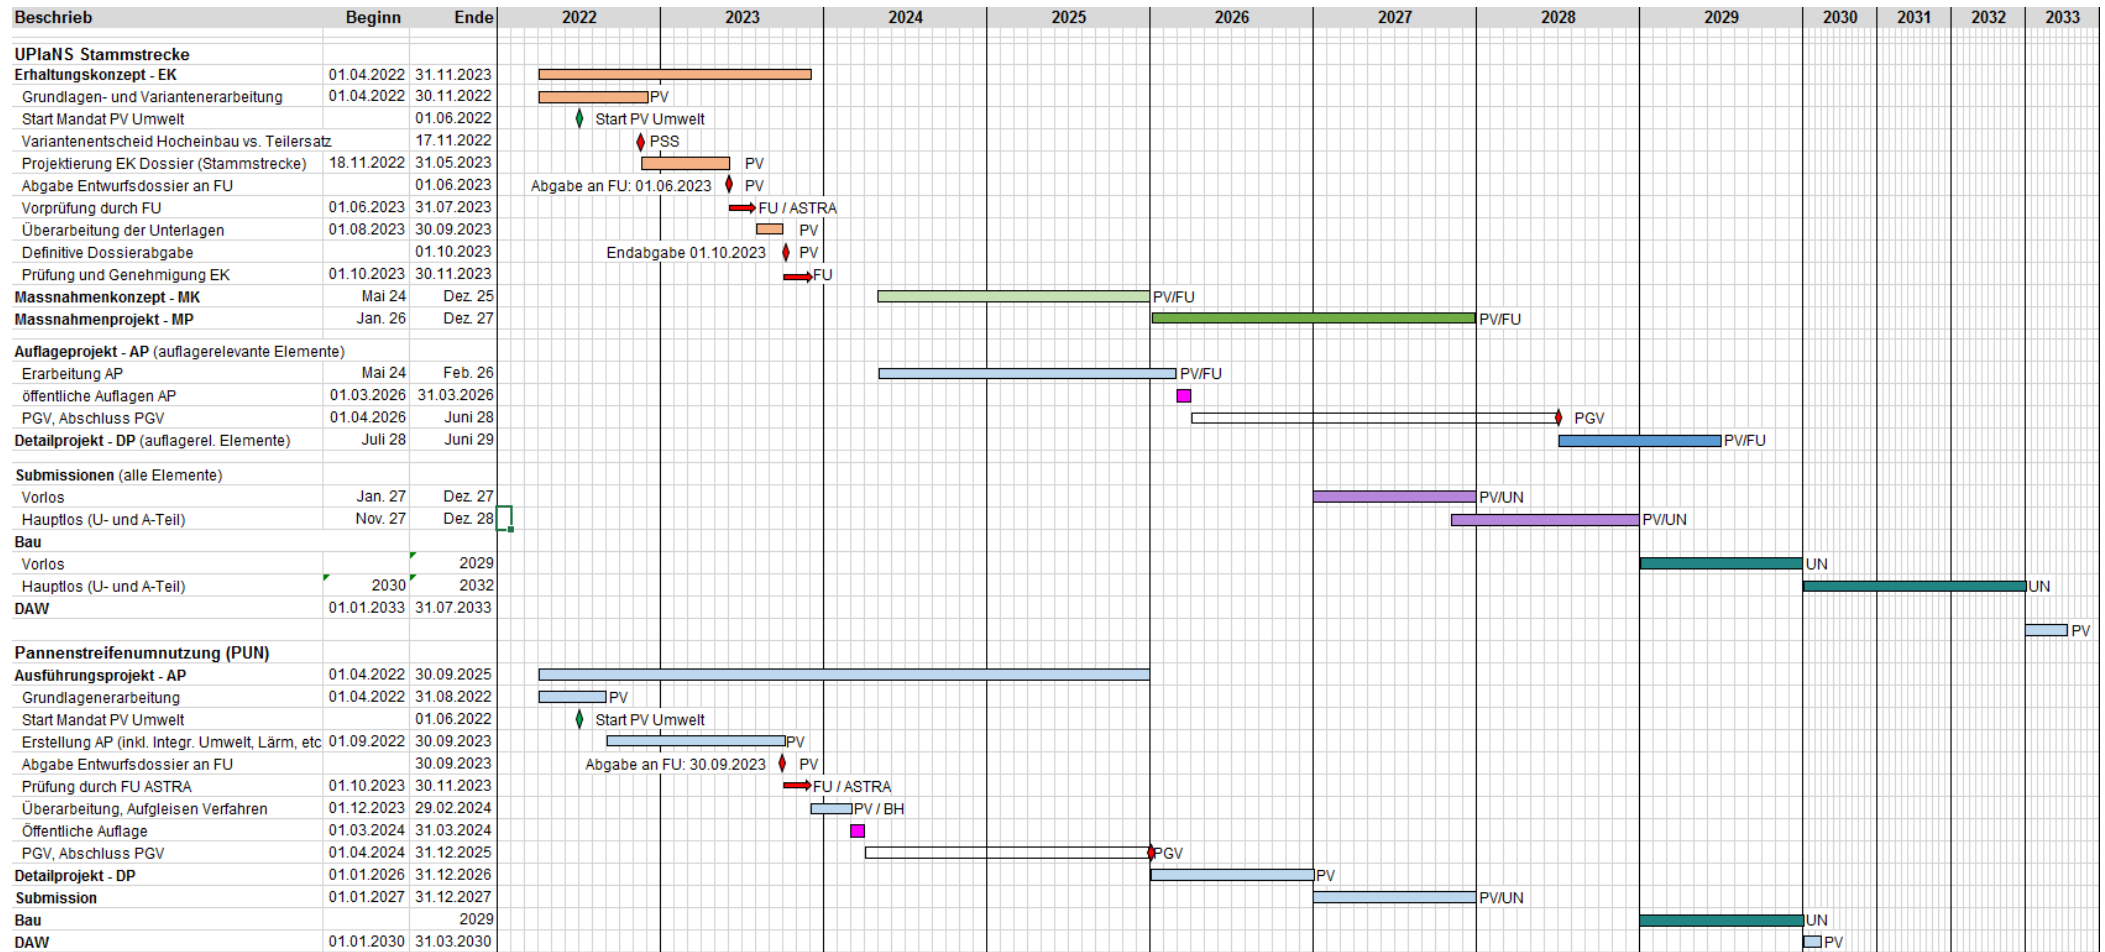 Beschrieb Beginn Ende 2022 2023 2024 2025 2026 2027 2028 2029 2030 2031 2032 2033
UPlaNS Stammstrecke
Erhaltungskonzept - EK 01.04.2022 31.11.2023
Grundlagen- und Variantenerarbeitung 01.04.2022 30.11.2022 PV
Start Mandat PV Umwelt 01.06.2022 Start PV Umwelt
Variantenentscheid Hocheinbau vs. Teilersatz 17.11.2022 PSS
Projektierung EK Dossier (Stammstrecke) 18.11.2022 31.05.2023 PV
Abgabe Entwurfsdossier an FU 01.06.2023 Abgabe an FU: 01.06.2023 PV
Vorprüfung durch FU 01.06.2023 31.07.2023 FU / ASTRA
Überarbeitung der Unterlagen 01.08.2023 30.09.2023 PV
Definitive Dossierabgabe 01.10.2023 Endabgabe 01.10.2023 PV
Prüfung und Genehmigung EK 01.10.2023 30.11.2023 FU
Massnahmenkonzept - MK Mai 24 Dez. 25 PV/FU
Massnahmenprojekt - MP Jan. 26 Dez. 27 PV/FU
Auflageprojekt - AP (auflagerelevante Elemente)
Erarbeitung AP Mai 24 Feb. 26 PV/FU
öffentliche Auflagen AP 01.03.2026 31.03.2026
PGV, Abschluss PGV 01.04.2026 Juni 28 PGV
Detailprojekt - DP (auflagerel. Elemente) Juli 28 Juni 29 PV/FU
Submissionen (alle Elemente)
Vorlos Jan. 27 Dez. 27 PV/UN
Hauptlos (U- und A-Teil) Nov. 27 Dez. 28 PV/UN
Bau
Vorlos 2029 UN
Hauptlos (U- und A-Teil) 2030 2032 UN
DAW 01.01.2033 31.07.2033
PV
Pannenstreifenumnutzung (PUN)
Ausführungsprojekt - AP 01.04.2022 30.09.2025
Grundlagenerarbeitung 01.04.2022 31.08.2022 PV
Start Mandat PV Umwelt 01.06.2022 Start PV Umwelt
Erstellung AP (inkl. Integr. Umwelt, Lärm, etc 01.09.2022 30.09.2023 PV
Abgabe Entwurfsdossier an FU 30.09.2023 Abgabe an FU: 30.09.2023 PV
Prüfung durch FU ASTRA 01.10.2023 30.11.2023 FU / ASTRA
Überarbeitung, Aufgleisen Verfahren 01.12.2023 29.02.2024 PV / BH
Öffentliche Auflage 01.03.2024 31.03.2024
PGV, Abschluss PGV 01.04.2024 31.12.2025 PGV
Detailprojekt - DP 01.01.2026 31.12.2026 PV
Submission 01.01.2027 31.12.2027 PV/UN
Bau 2029 UN
DAW 01.01.2030 31.03.2030 PV